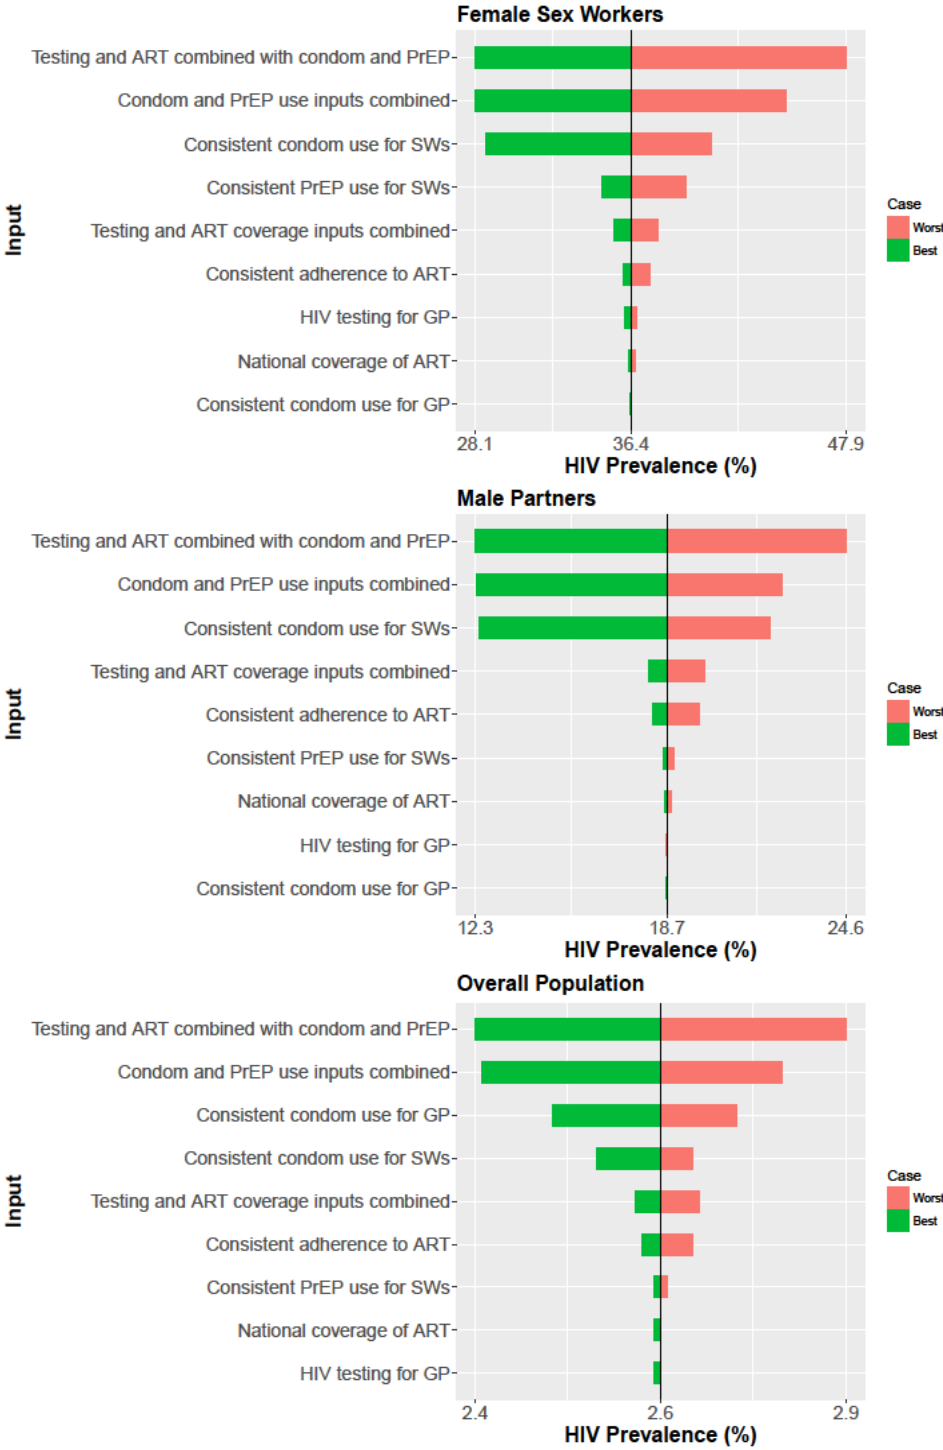 Female Sex Workers
Testing and ART combined with condom and PrEP
Condom and PrEP use inputs combined
Consistent condom use for SWs
Consistent PrEP use for SWs
Testing and ART coverage inputs combined
Consistent adherence to ART
HIV testing for GP
National coverage of ART
Consistent condom use for GP
Input
28.1 36.4 47.9
HIV Prevalence (%)
Case
Worst
Best
Male Partners
Testing and ART combined with condom and PrEP
Condom and PrEP use inputs combined
Consistent condom use for SWs
Testing and ART coverage inputs combined
Consistent adherence to ART
Consistent PrEP use for SWs
National coverage of ART
HIV testing for GP
Consistent condom use for GP
Input
12.3 18.7 24.6
HIV Prevalence (%)
Case
Worst
Best
Overall Population
Testing and ART combined with condom and PrEP
Condom and PrEP use inputs combined
Consistent condom use for GP
Consistent condom use for SWs
Testing and ART coverage inputs combined
Consistent adherence to ART
Consistent PrEP use for SWs
National coverage of ART
HIV testing for GP
Input
2.4 2.6 2.9
HIV Prevalence (%)
Case
Worst
Best